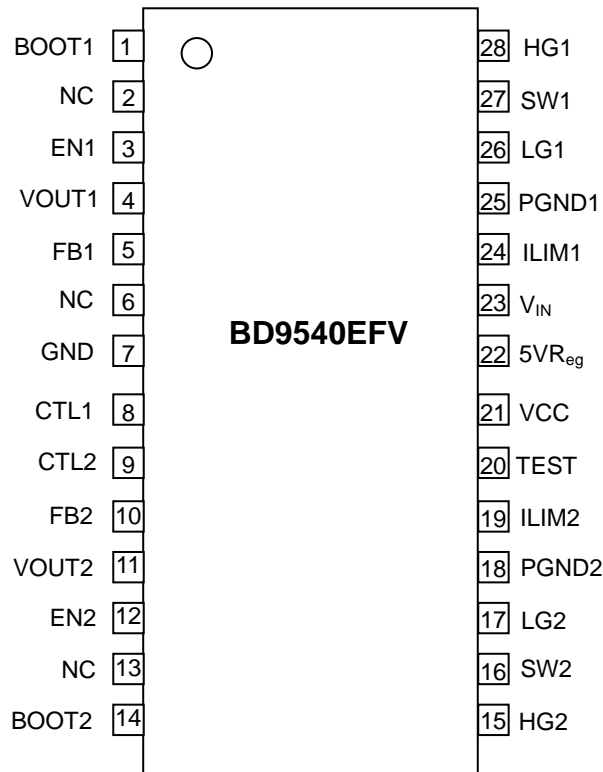 BOOT1 1
NC 2
EN1 3
VOUT1 4
FB1 5
NC 6
GND 7
CTL1 8
CTL2 9
FB2 10
VOUT2 11
EN2 12
NC 13
BOOT2 14
BD9540EFV
28 HG1
27 SW1
26 LG1
25 PGND1
24 ILIM1
23 VIN
22 5VReg
21 VCC
20 TEST
19 ILIM2
18 PGND2
17 LG2
16 SW2
15 HG2